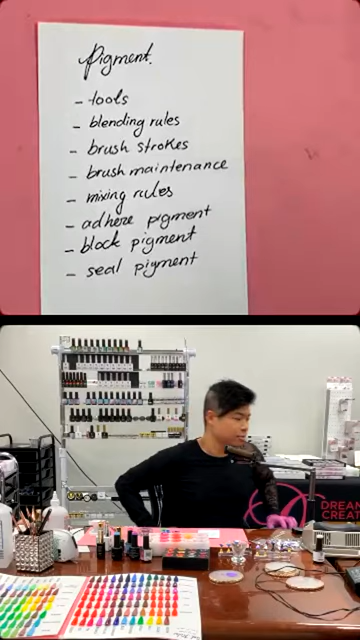 Pigment.
- tools
- blending rules
- brush strokes
- brush maintenance
- mixing rules
- adhere pigment
- block pigment
- seal pigment
DREAM
CREAT